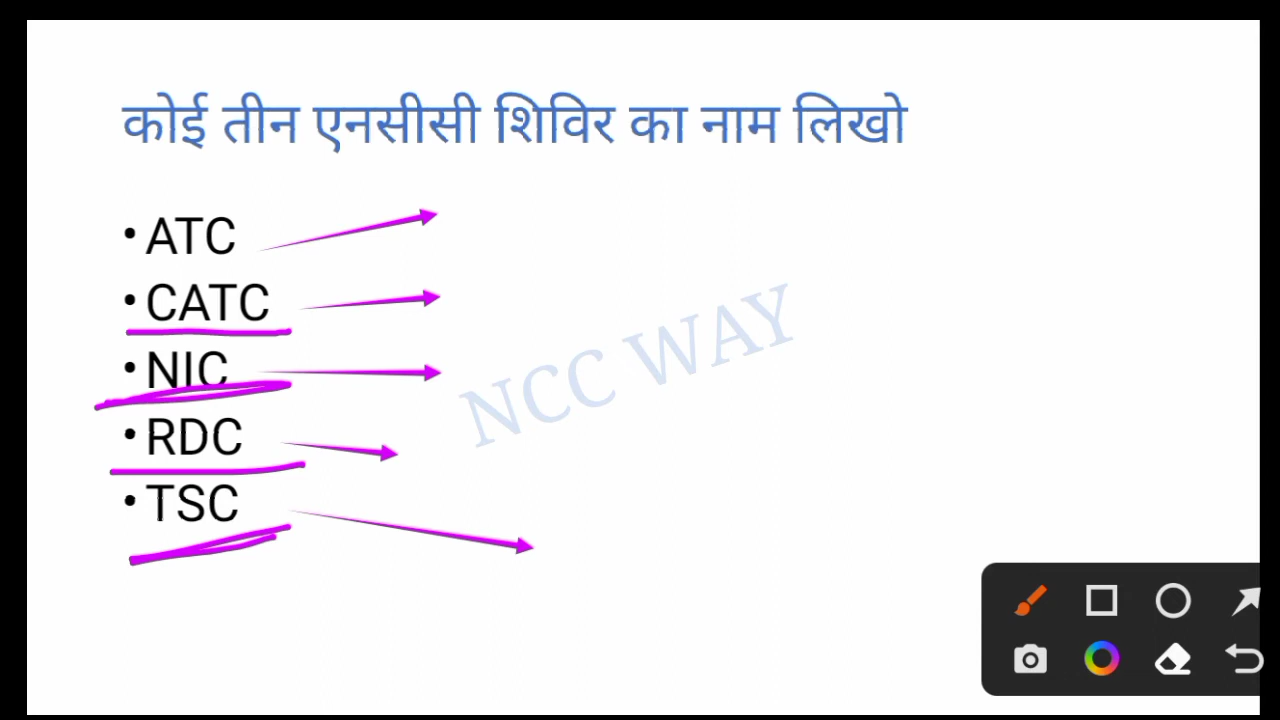 कोई तीन एनसीसी शिविर का नाम लिखो
• ATC
• CATC
• NIC
• RDC
• TSC
NCC WAY